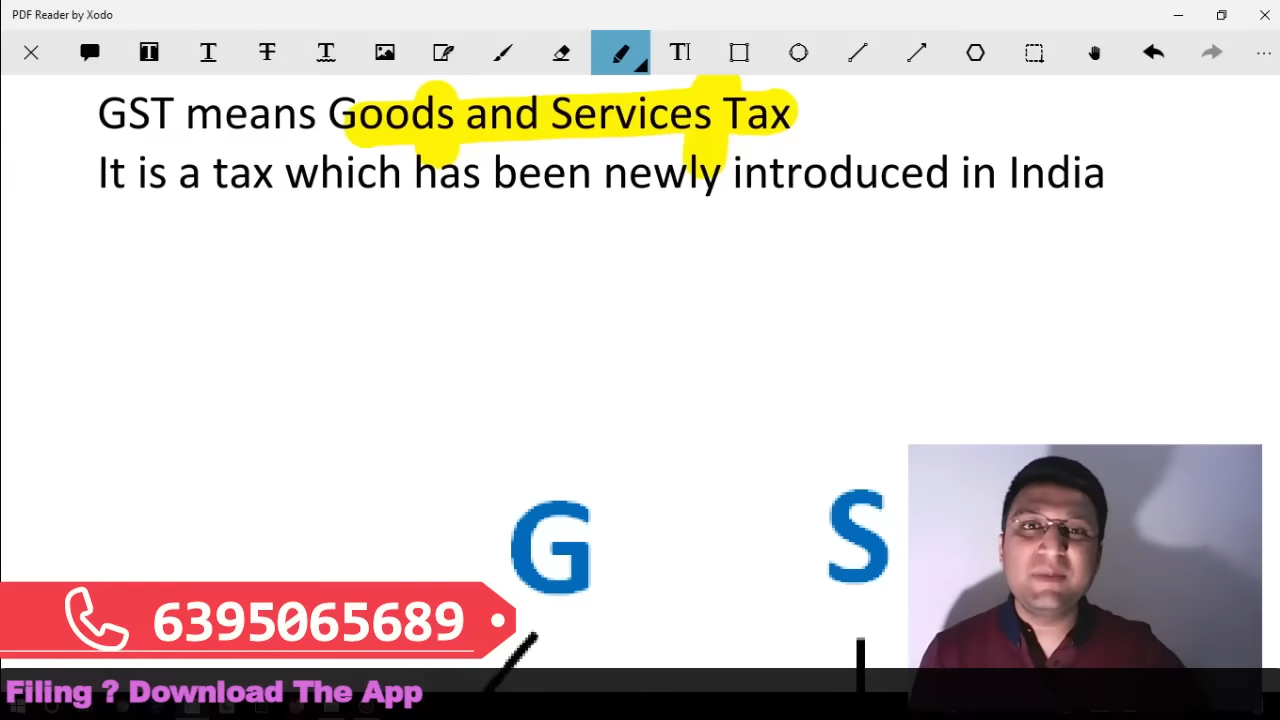 PDF Reader by Xodo
GST means Goods and Services Tax
It is a tax which has been newly introduced in India
G S
6395065689
Filing ? Download The App